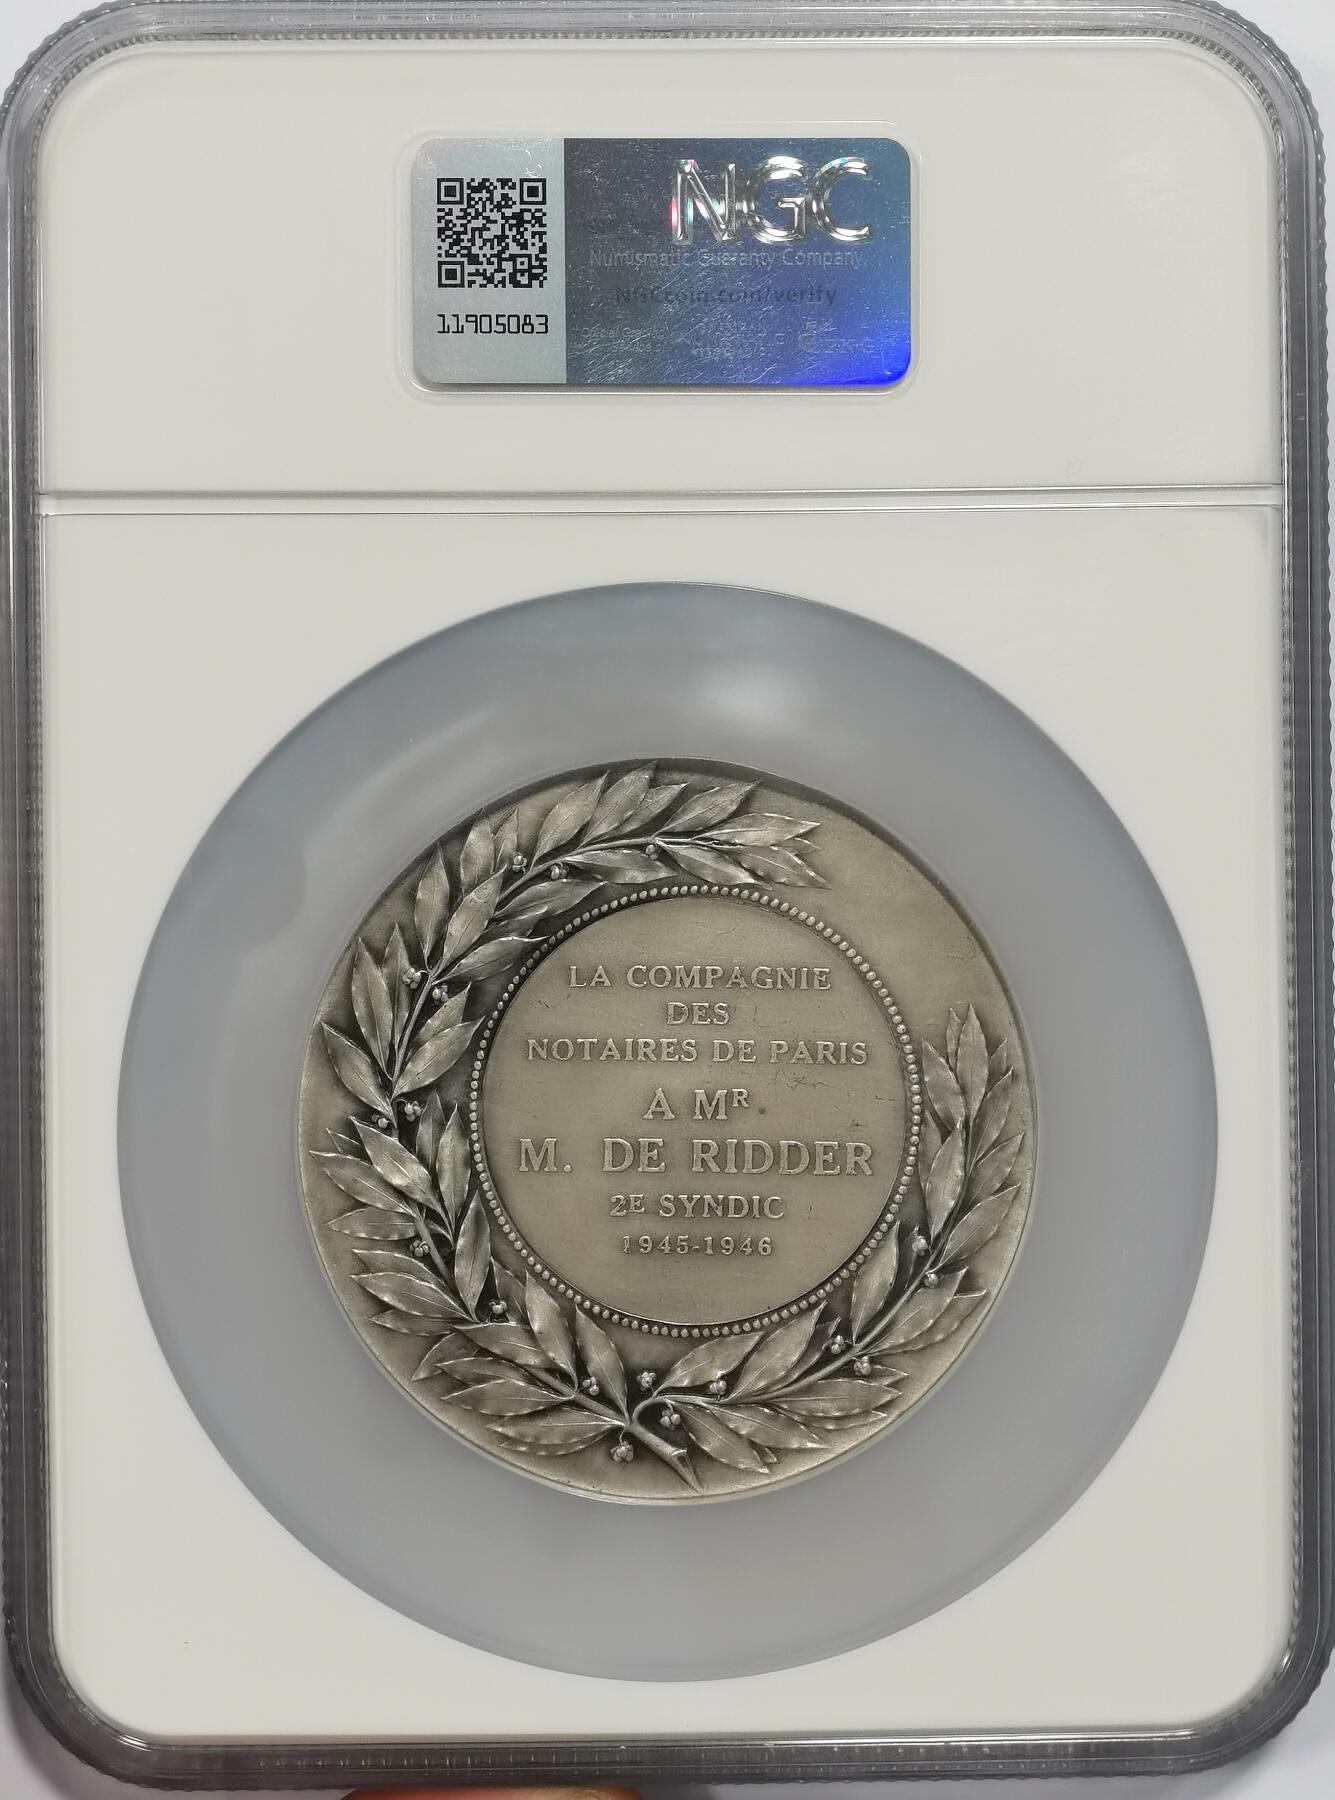 NGC
Numismatic Guaranty Company
NGCcoin.com/verify
11905083
LA COMPAGNIE
DES
NOTAIRES DE PARIS
A MR
M. DE RIDDER
2E SYNDIC
1945-1946